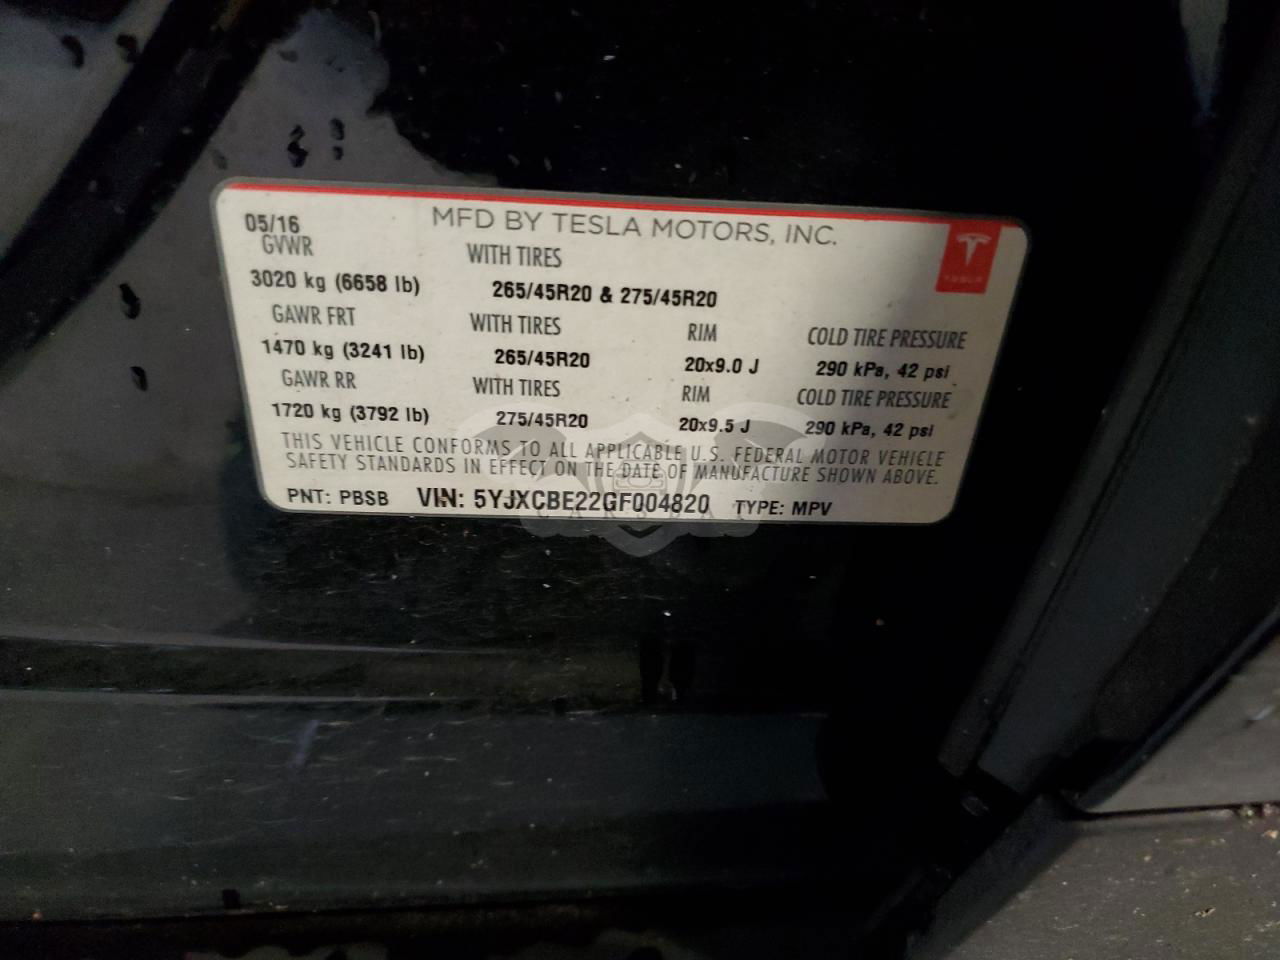 05/16 MFD BY TESLA MOTORS, INC.
GVWR WITH TIRES
3020 kg (6658 lb) 265/45R20 & 275/45R20
TESLA
GAWR FRT WITH TIRES RIM COLD TIRE PRESSURE
1470 kg (3241 lb) 265/45R20 20x9.0 J 290 kPa, 42 psi
GAWR RR WITH TIRES RIM COLD TIRE PRESSURE
1720 kg (3792 lb) 275/45R20 20x9.5 J 290 kPa, 42 psi
THIS VEHICLE CONFORMS TO ALL APPLICABLE U.S. FEDERAL MOTOR VEHICLE
SAFETY STANDARDS IN EFFECT ON THE DATE OF MANUFACTURE SHOWN ABOVE.
PNT: PBSB VIN: 5YJXCBE22GF004820 TYPE: MPV